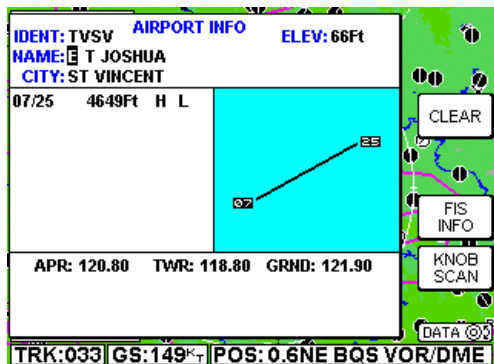 AIRPORT INFO
IDENT: TVSV ELEV: 66Ft
NAME: E T JOSHUA
CITY: ST VINCENT
07/25 4649Ft H L
25
07
APR: 120.80 TWR: 118.80 GRND: 121.90
CLEAR
FIS
INFO
KNOB
SCAN
DATA
TRK:033 GS:149KT POS: 0.6NE BQS VOR/DME